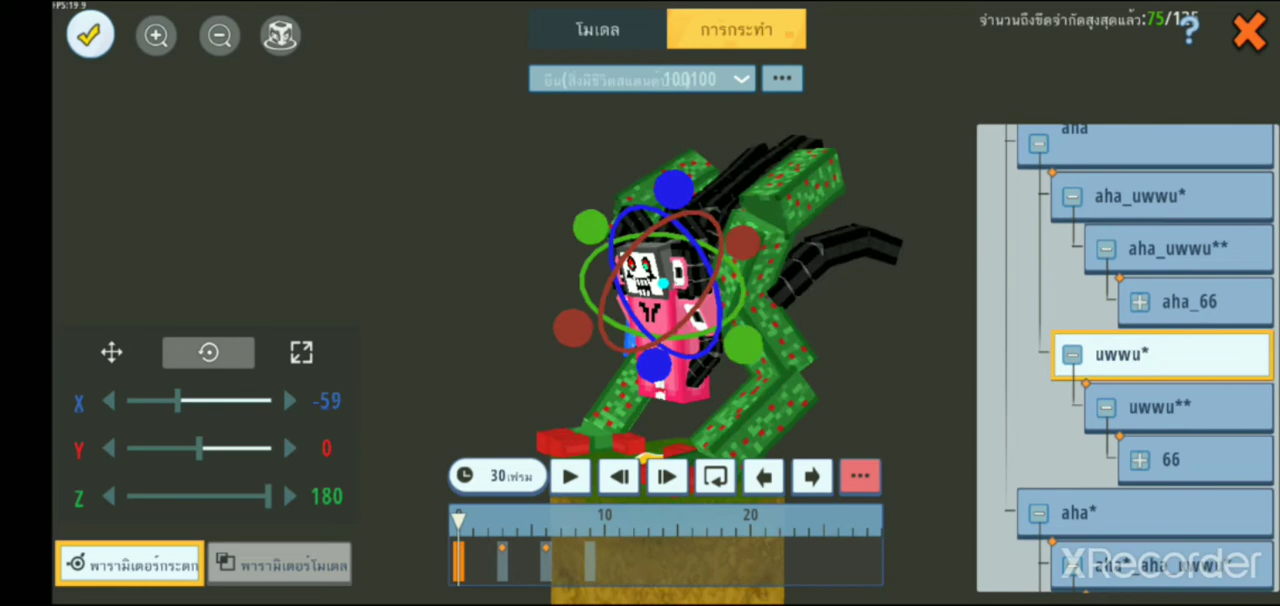 FPS:19.9
โมเดล
การกระทำ
จำนวนถึงขีดจำกัดสูงสุดแล้ว:75/125
?
100100
...
aha
aha_uwwu*
aha_uwwu**
aha_66
uwwu*
uwwu**
66
aha*
X -59
Y 0
Z 180
30เฟรม
0 10 20
พารามิเตอร์กระดูก
พารามิเตอร์โมเดล
XRecorder